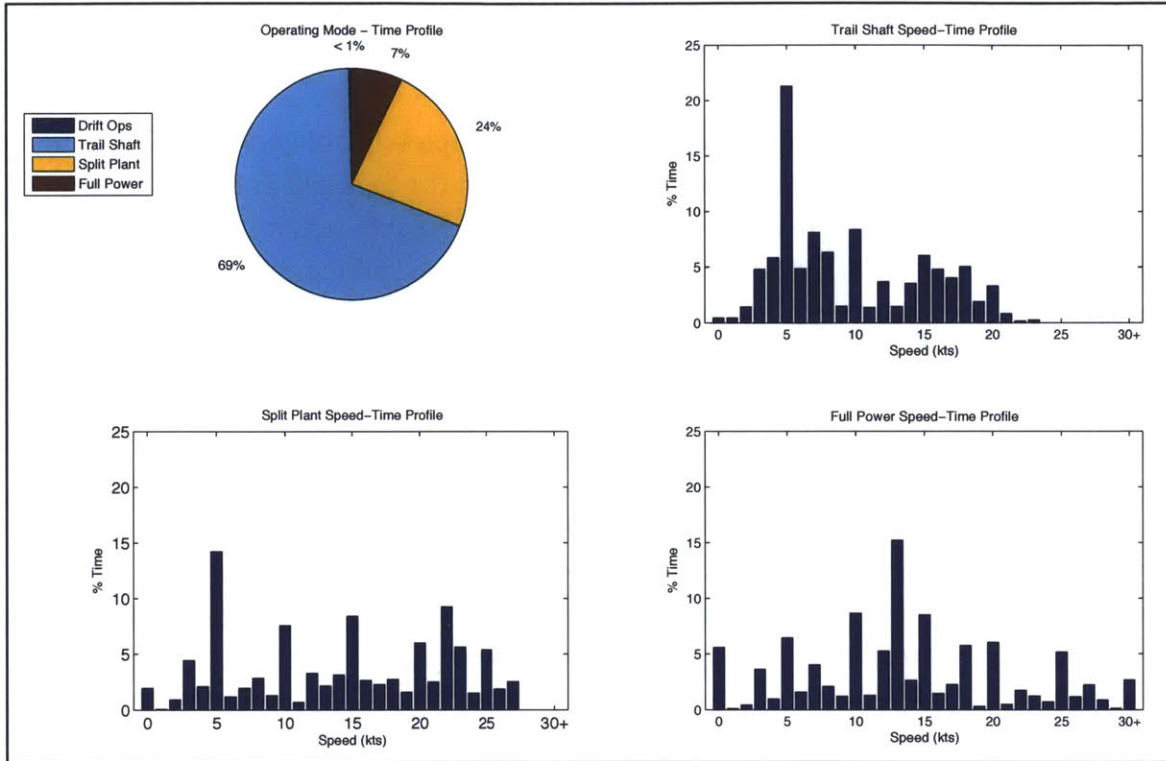 Operating Mode – Time Profile
< 1%
7%
24%
69%
Drift Ops
Trail Shaft
Split Plant
Full Power
Trail Shaft Speed–Time Profile
25
20
15
10
5
0
% Time
0 5 10 15 20 25 30+
Speed (kts)
Split Plant Speed–Time Profile
25
20
15
10
5
0
% Time
0 5 10 15 20 25 30+
Speed (kts)
Full Power Speed–Time Profile
25
20
15
10
5
0
% Time
0 5 10 15 20 25 30+
Speed (kts)